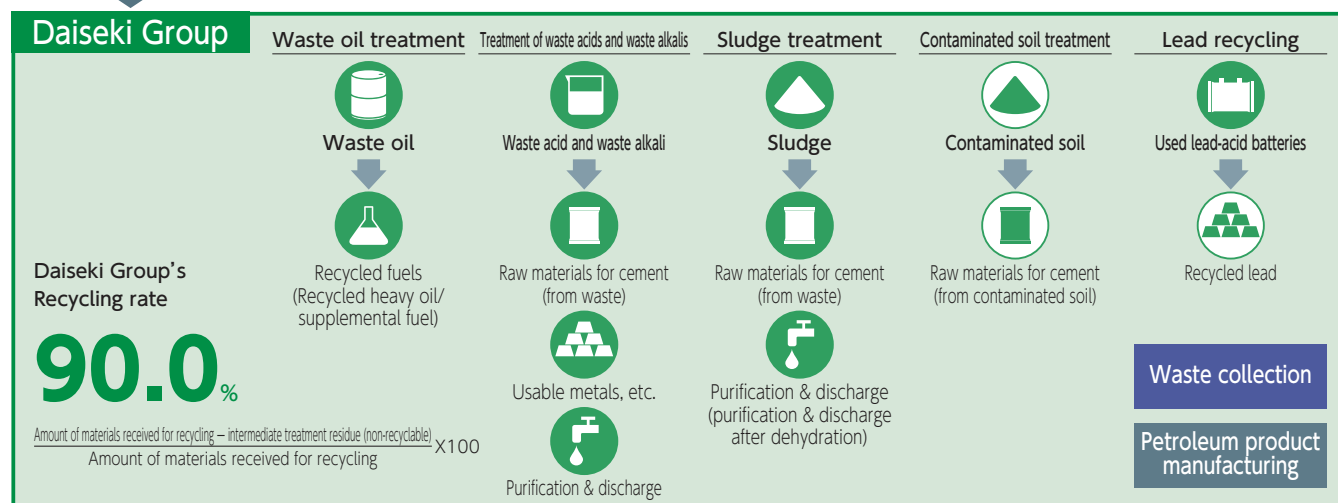 Daiseki Group
Waste oil treatment
Waste oil
Recycled fuels
(Recycled heavy oil/
supplemental fuel)
Treatment of waste acids and waste alkalis
Waste acid and waste alkali
Raw materials for cement
(from waste)
Usable metals, etc.
Purification & discharge
Sludge treatment
Sludge
Raw materials for cement
(from waste)
Purification & discharge
(purification & discharge
after dehydration)
Contaminated soil treatment
Contaminated soil
Raw materials for cement
(from contaminated soil)
Lead recycling
Used lead-acid batteries
Recycled lead
Daiseki Group’s
Recycling rate
90.0%
Amount of materials received for recycling – intermediate treatment residue (non-recyclable)
Amount of materials received for recycling
X100
Waste collection
Petroleum product
manufacturing